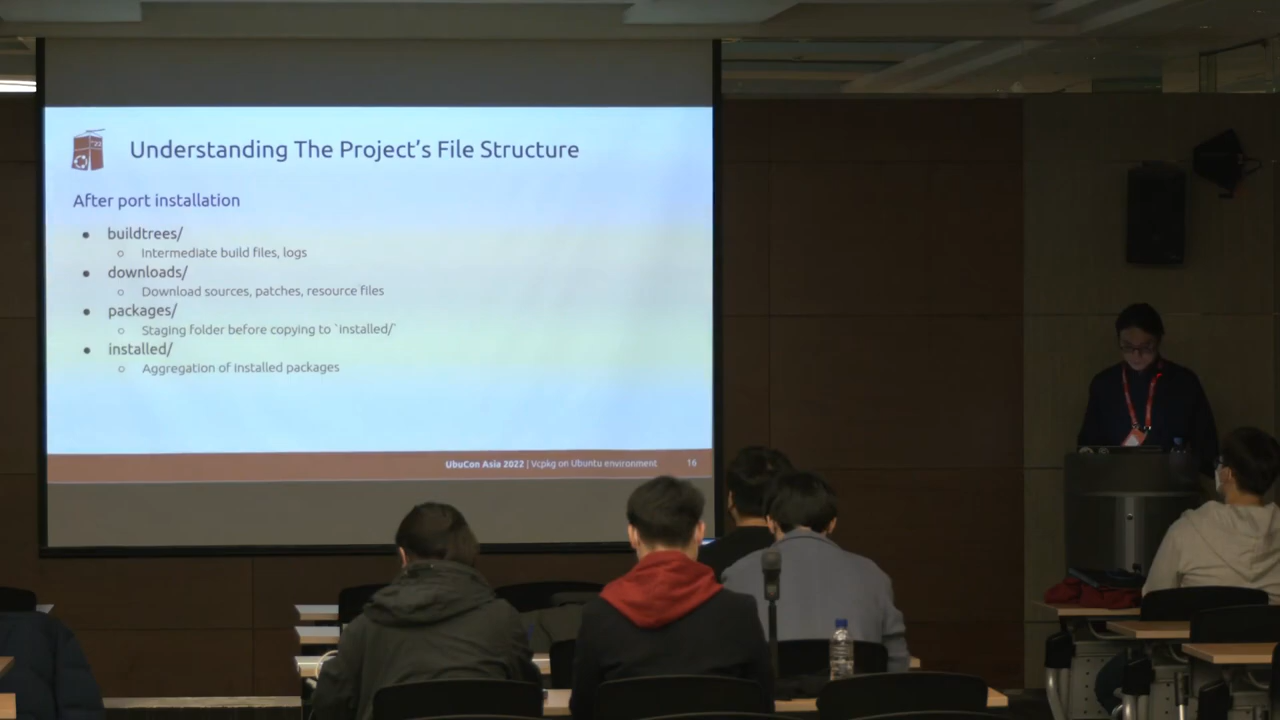 '22
Understanding The Project's File Structure
After port installation
● buildtrees/
○ Intermediate build files, logs
● downloads/
○ Download sources, patches, resource files
● packages/
○ Staging folder before copying to `installed/`
● installed/
○ Aggregation of installed packages
UbuCon Asia 2022 | Vcpkg on Ubuntu environment 16